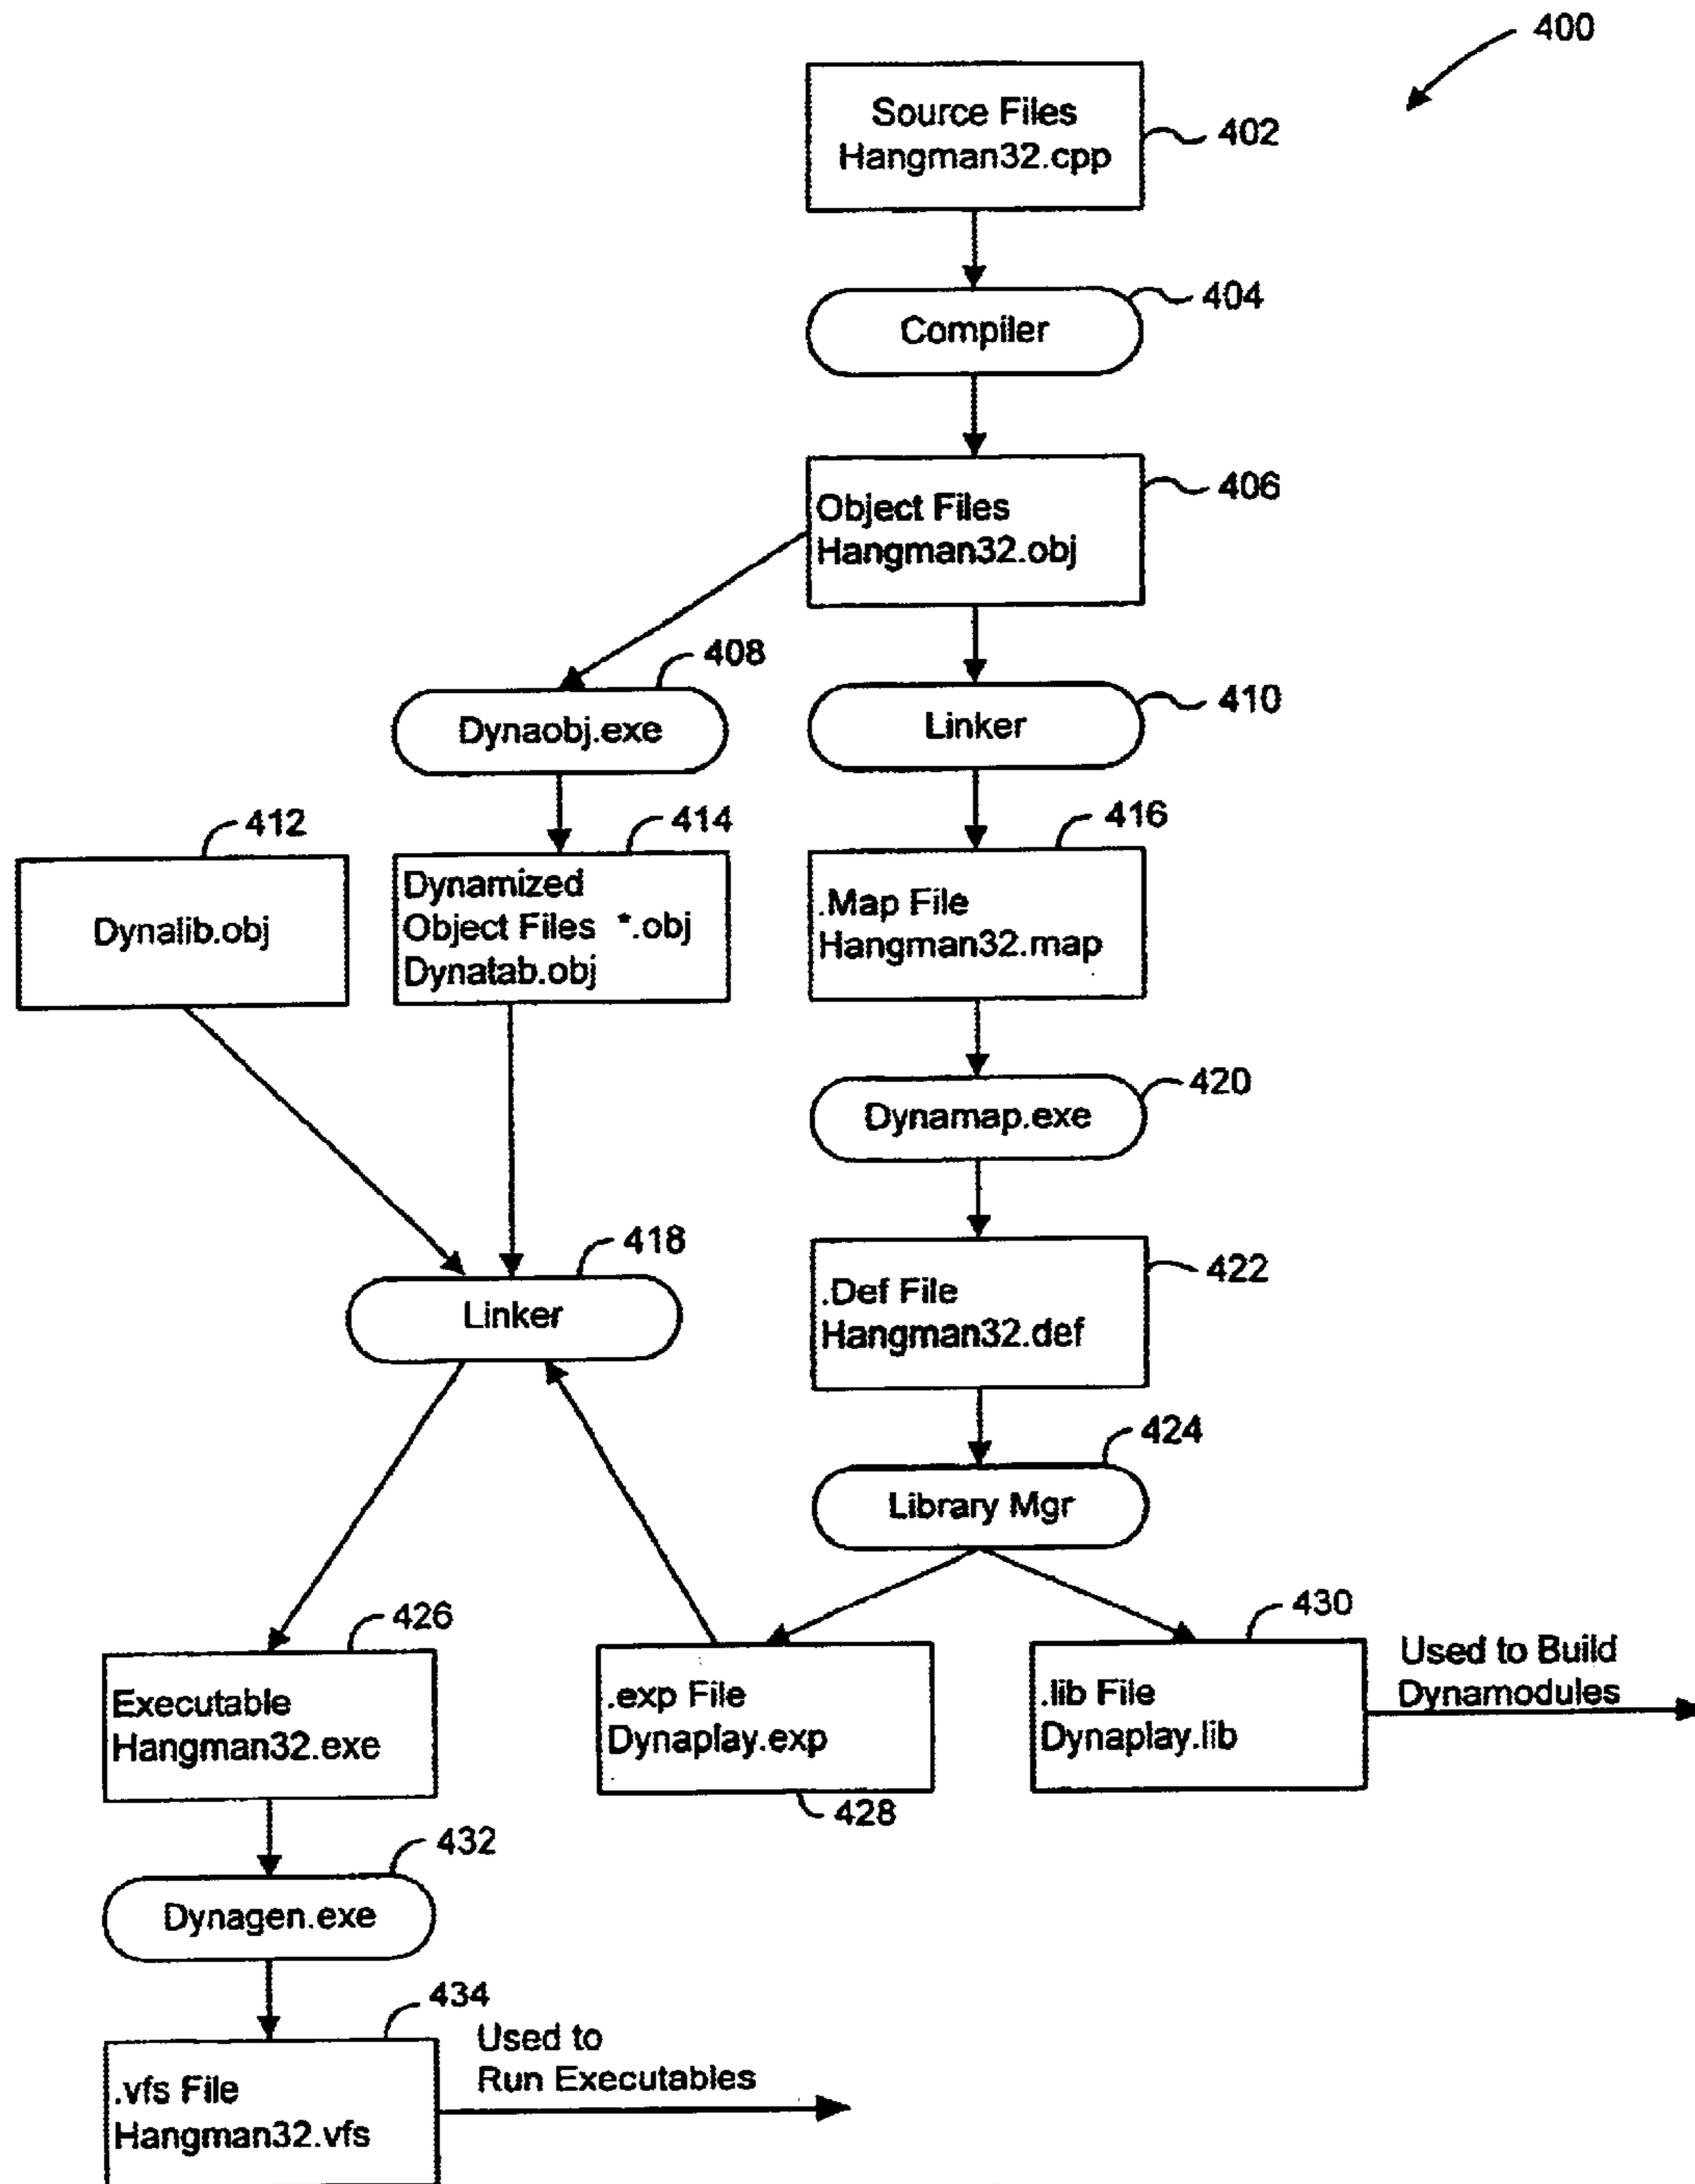 400
Source Files
Hangman32.cpp
402
Compiler
404
Object Files
Hangman32.obj
406
408
Dynaobj.exe
Linker
410
412
Dynalib.obj
414
Dynamized
Object Files *.obj
Dynatab.obj
416
.Map File
Hangman32.map
Dynamap.exe
420
418
Linker
.Def File
Hangman32.def
422
424
Library Mgr
426
Executable
Hangman32.exe
.exp File
Dynaplay.exp
428
430
.lib File
Dynaplay.lib
Used to Build
Dynamodules
432
Dynagen.exe
434
.vfs File
Hangman32.vfs
Used to
Run Executables